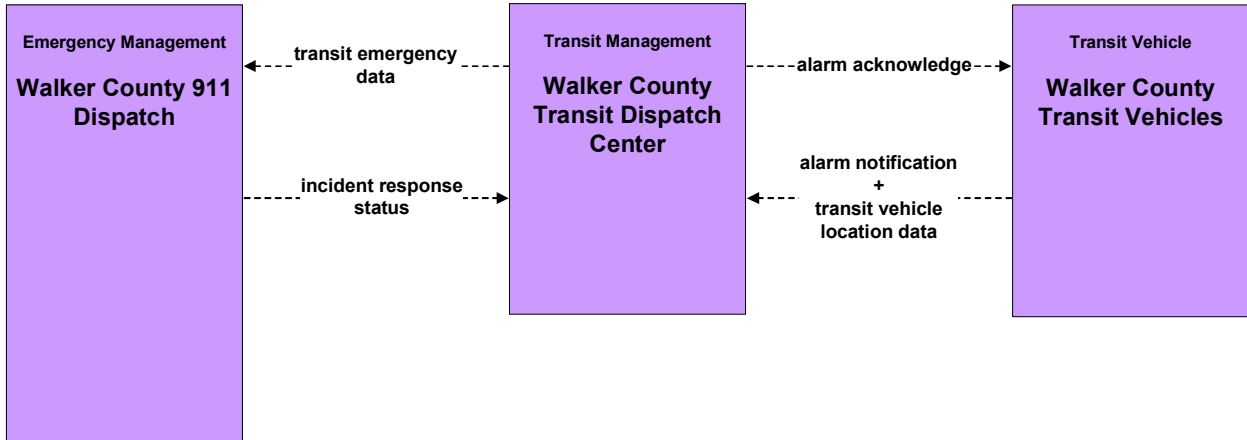 Emergency Management
Walker County 911
Dispatch
transit emergency
data
incident response
status
Transit Management
Walker County
Transit Dispatch
Center
alarm acknowledge
alarm notification
+
transit vehicle
location data
Transit Vehicle
Walker County
Transit Vehicles